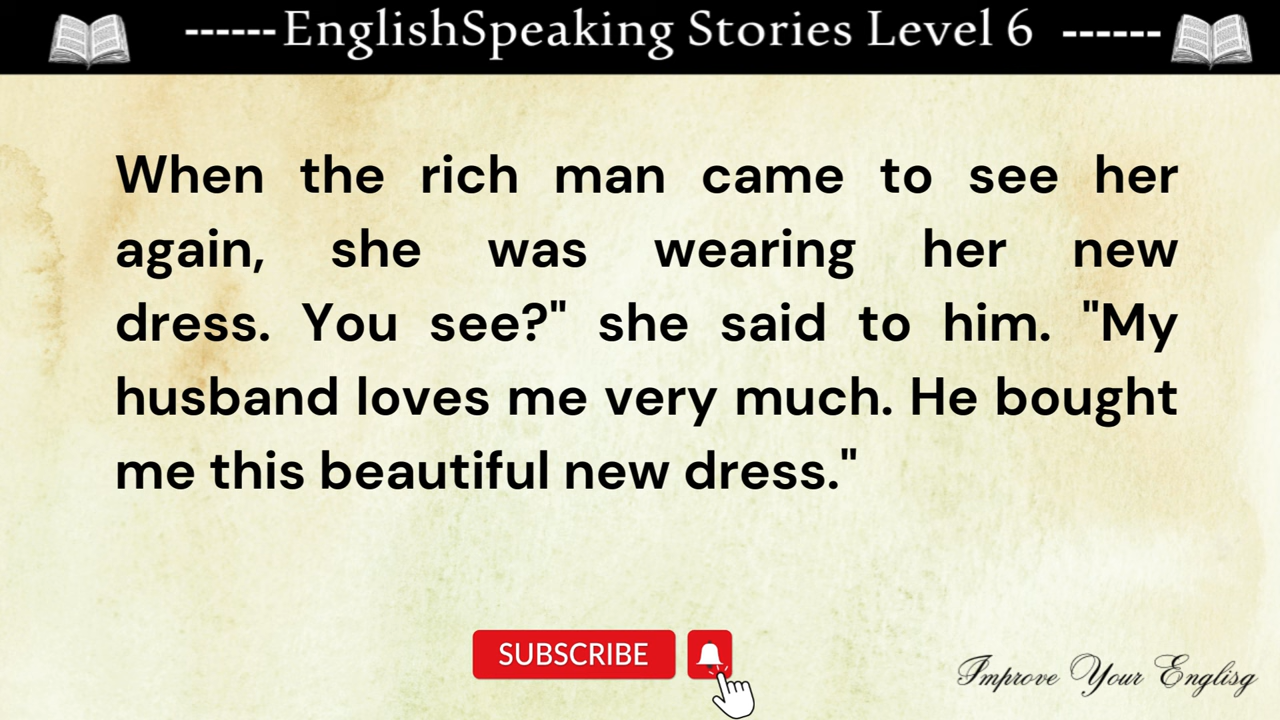 ------EnglishSpeaking Stories Level 6 ------
When the rich man came to see her
again, she was wearing her new
dress. You see?" she said to him. "My
husband loves me very much. He bought
me this beautiful new dress."
SUBSCRIBE
Improve Your Englisg